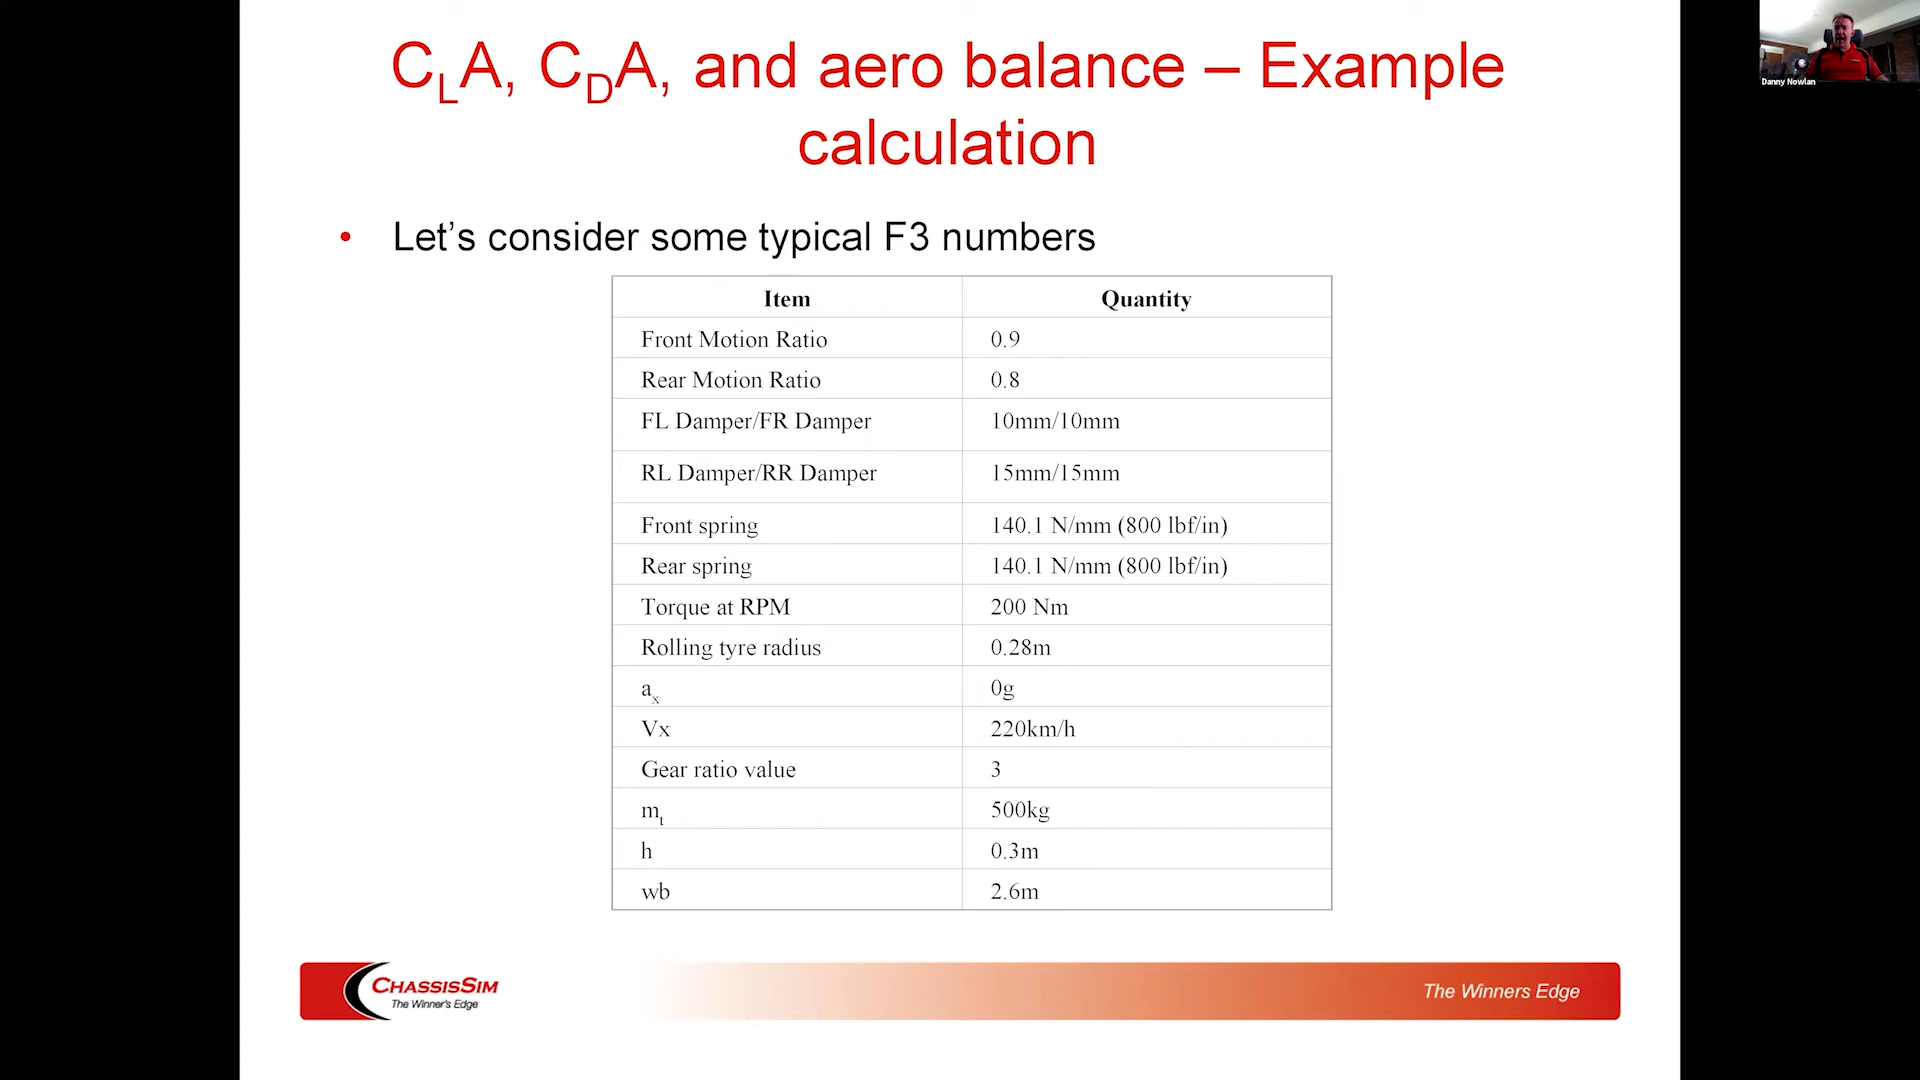 C_LA, C_DA, and aero balance – Example
calculation
Danny Nowlan
• Let's consider some typical F3 numbers
Item Quantity
Front Motion Ratio 0.9
Rear Motion Ratio 0.8
FL Damper/FR Damper 10mm/10mm
RL Damper/RR Damper 15mm/15mm
Front spring 140.1 N/mm (800 lbf/in)
Rear spring 140.1 N/mm (800 lbf/in)
Torque at RPM 200 Nm
Rolling tyre radius 0.28m
a_x 0g
Vx 220km/h
Gear ratio value 3
m_t 500kg
h 0.3m
wb 2.6m
CHASSISSIM
The Winner's Edge
The Winners Edge